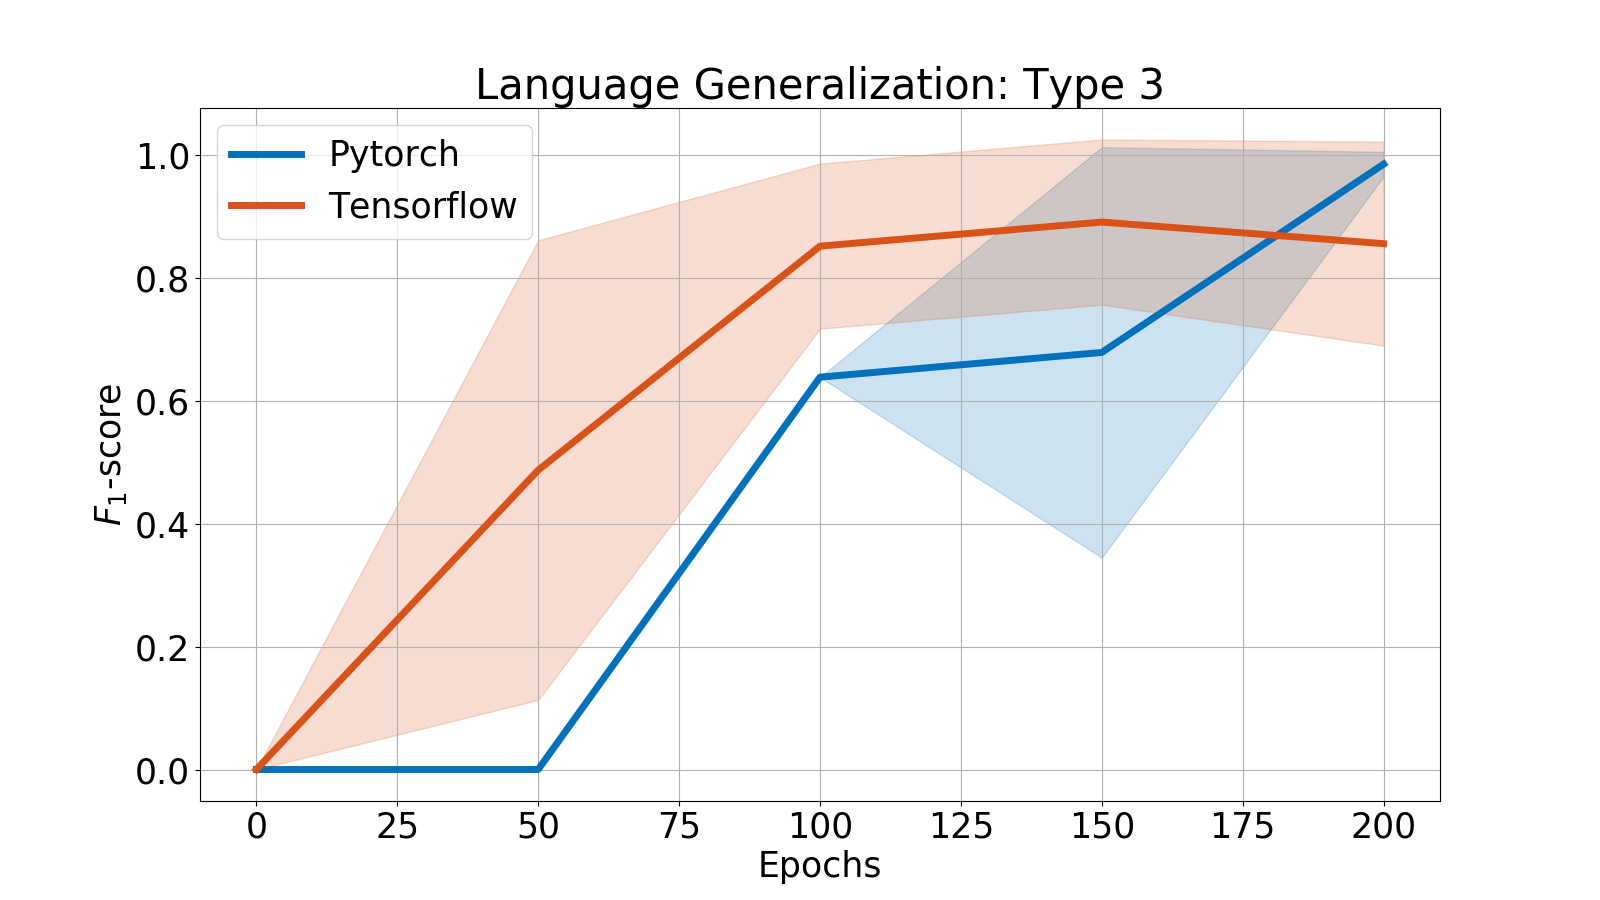 Language Generalization: Type 3
Pytorch
Tensorflow
1.0
0.8
0.6
0.4
0.2
0.0
F₁-score
0 25 50 75 100 125 150 175 200
Epochs